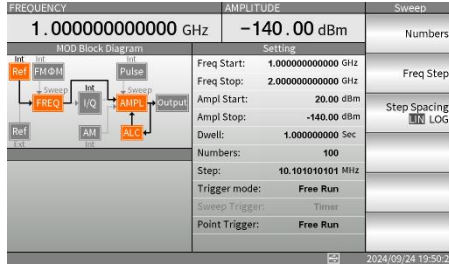 FREQUENCY
AMPLITUDE
Sweep
1.000000000000 GHz
-140.00 dBm
Numbers
MOD Block Diagram
Setting
Int
Int
Int
Ref
FMΦM
Pulse
Sweep
Int
Sweep
FREQ
I/Q
AMPL
Output
Ref
AM
ALC
Ext
Int
Freq Start: 1.000000000000 GHz
Freq Stop: 2.000000000000 GHz
Ampl Start: 20.00 dBm
Ampl Stop: -140.00 dBm
Dwell: 1.000000000 Sec
Numbers: 100
Step: 10.101010101 MHz
Trigger mode: Free Run
Sweep Trigger: Timer
Point Trigger: Free Run
Freq Step
Step Spacing
LIN LOG
2024/09/24 19:50:2